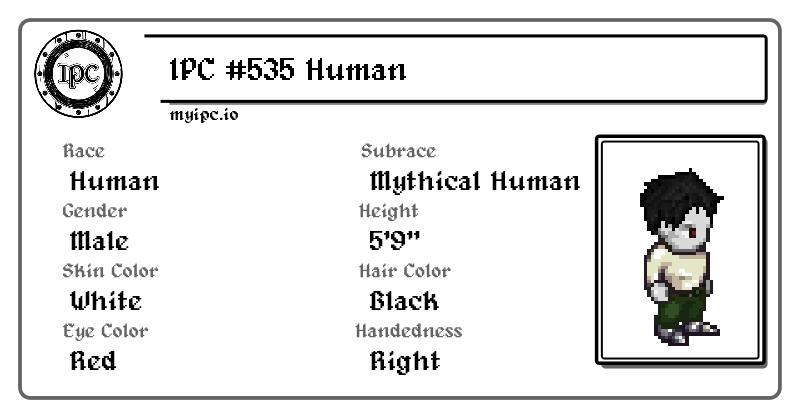 IPC
IPC #535 Human
myipc.io
Race
Subrace
Human
Mythical Human
Gender
Height
Male
5'9"
Skin Color
Hair Color
White
Black
Eye Color
Handedness
Red
Right